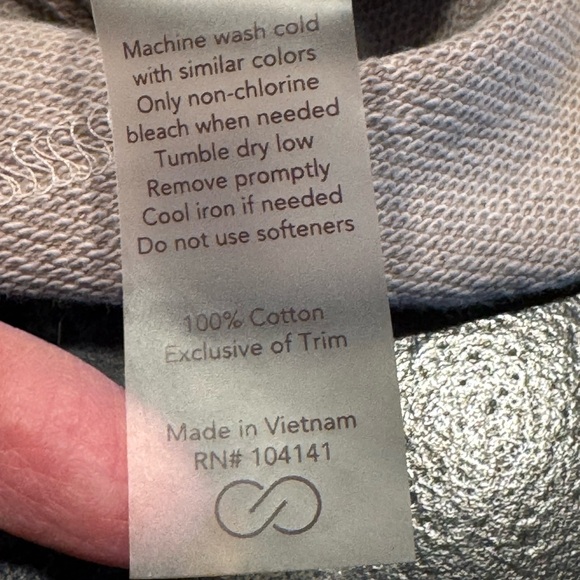 Machine wash cold
with similar colors
Only non-chlorine
bleach when needed
Tumble dry low
Remove promptly
Cool iron if needed
Do not use softeners
100% Cotton
Exclusive of Trim
Made in Vietnam
RN# 104141